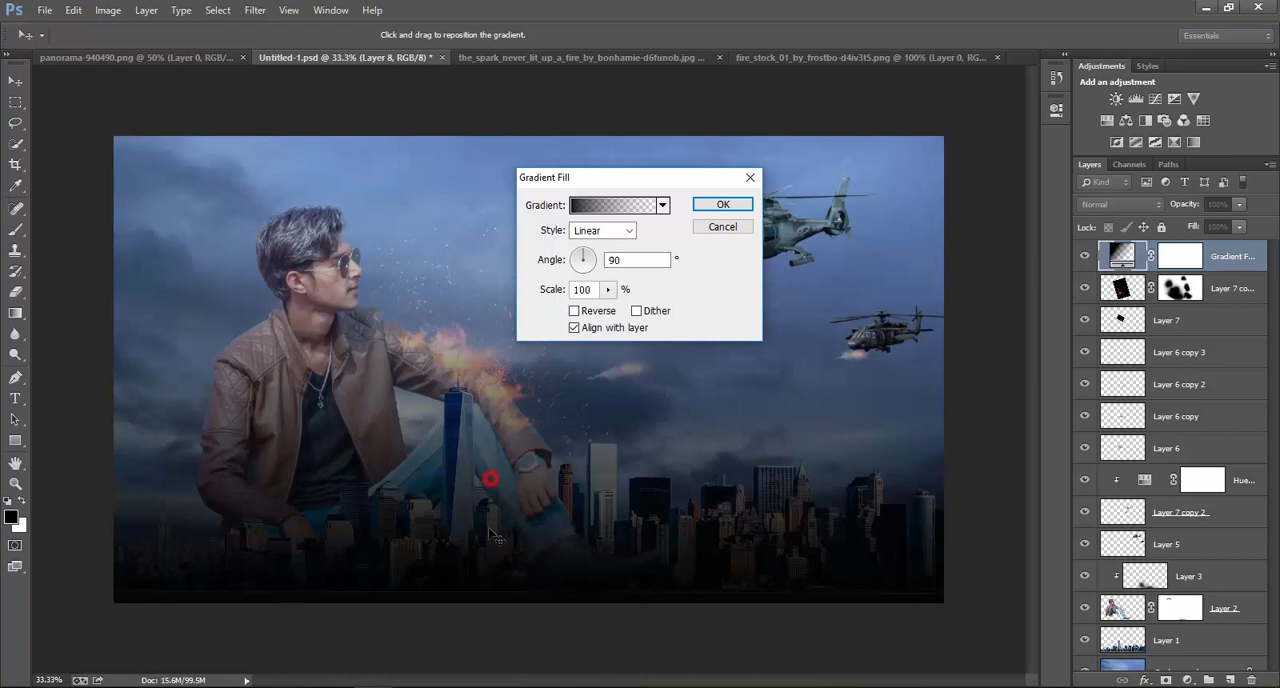 Ps File Edit Image Layer Type Select Filter View Window Help
Click and drag to reposition the gradient.
Essentials
panorama-940490.png @ 50% (Layer 0, RGB/... × Untitled-1.psd @ 33.3% (Layer 8, RGB/8) * × the_spark_never_lit_up_a_fire_by_bonhamie-d6funob.jpg ... × fire_stock_01_by_frostbo-d4iv3t5.png @ 100% (Layer 0, RG... ×
Adjustments Styles
Add an adjustment
Layers Channels Paths
Kind
Normal Opacity: 100%
Lock: Fill: 100%
Gradient F...
Layer 7 co...
Layer 7
Layer 6 copy 3
Layer 6 copy 2
Layer 6 copy
Layer 6
Hue...
Layer 7 copy 2
Layer 5
Layer 3
Layer 2
Layer 1
Gradient Fill
Gradient: OK
Style: Linear Cancel
Angle: 90 °
Scale: 100 %
Reverse Dither
Align with layer
33.33% Doc: 15.6M/99.5M